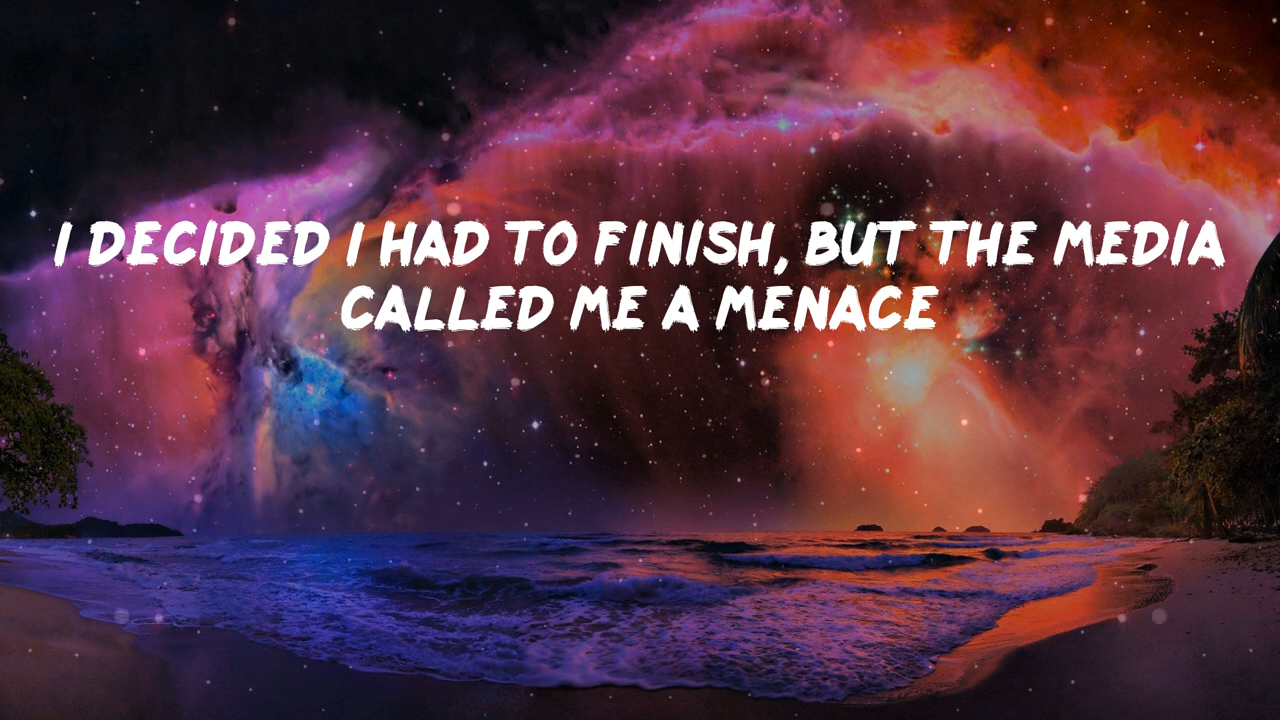 I DECIDED I HAD TO FINISH, BUT THE MEDIA
CALLED ME A MENACE